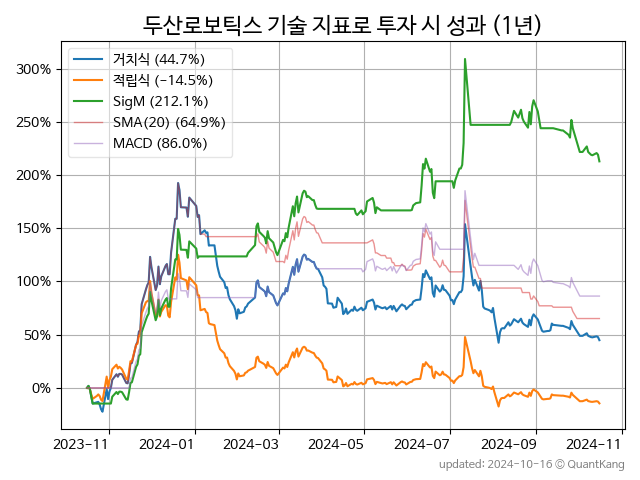 두산로보틱스 기술 지표로 투자 시 성과 (1년)
거치식 (44.7%)
적립식 (-14.5%)
SigM (212.1%)
SMA(20) (64.9%)
MACD (86.0%)
300%
250%
200%
150%
100%
50%
0%
2023-11 2024-01 2024-03 2024-05 2024-07 2024-09 2024-11
updated: 2024-10-16 © QuantKang